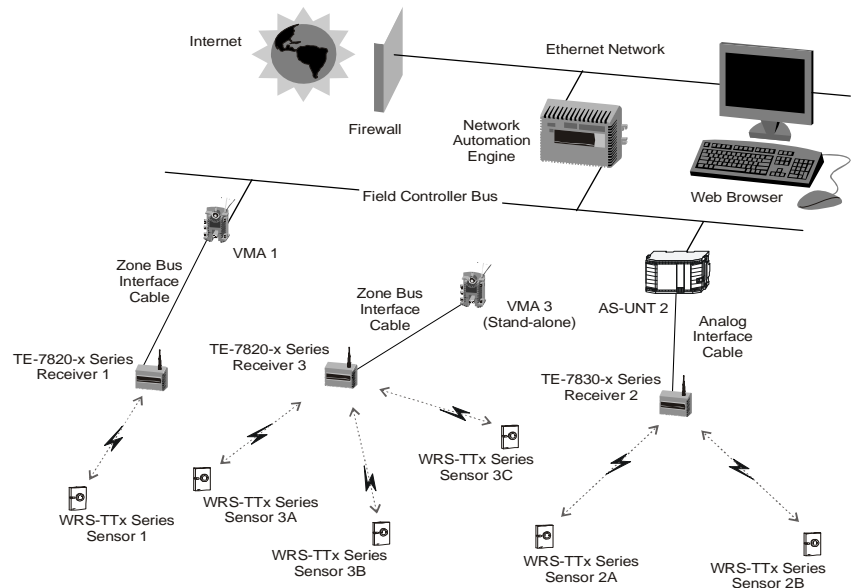 Internet
Ethernet Network
Firewall
Network
Automation
Engine
Web Browser
Field Controller Bus
VMA 1
Zone Bus
Interface
Cable
Zone Bus
Interface
Cable
VMA 3
(Stand-alone)
AS-UNT 2
Analog
Interface
Cable
TE-7820-x Series
Receiver 1
TE-7820-x Series
Receiver 3
TE-7830-x Series
Receiver 2
WRS-TTx Series
Sensor 1
WRS-TTx Series
Sensor 3A
WRS-TTx Series
Sensor 3B
WRS-TTx Series
Sensor 3C
WRS-TTx Series
Sensor 2A
WRS-TTx Series
Sensor 2B